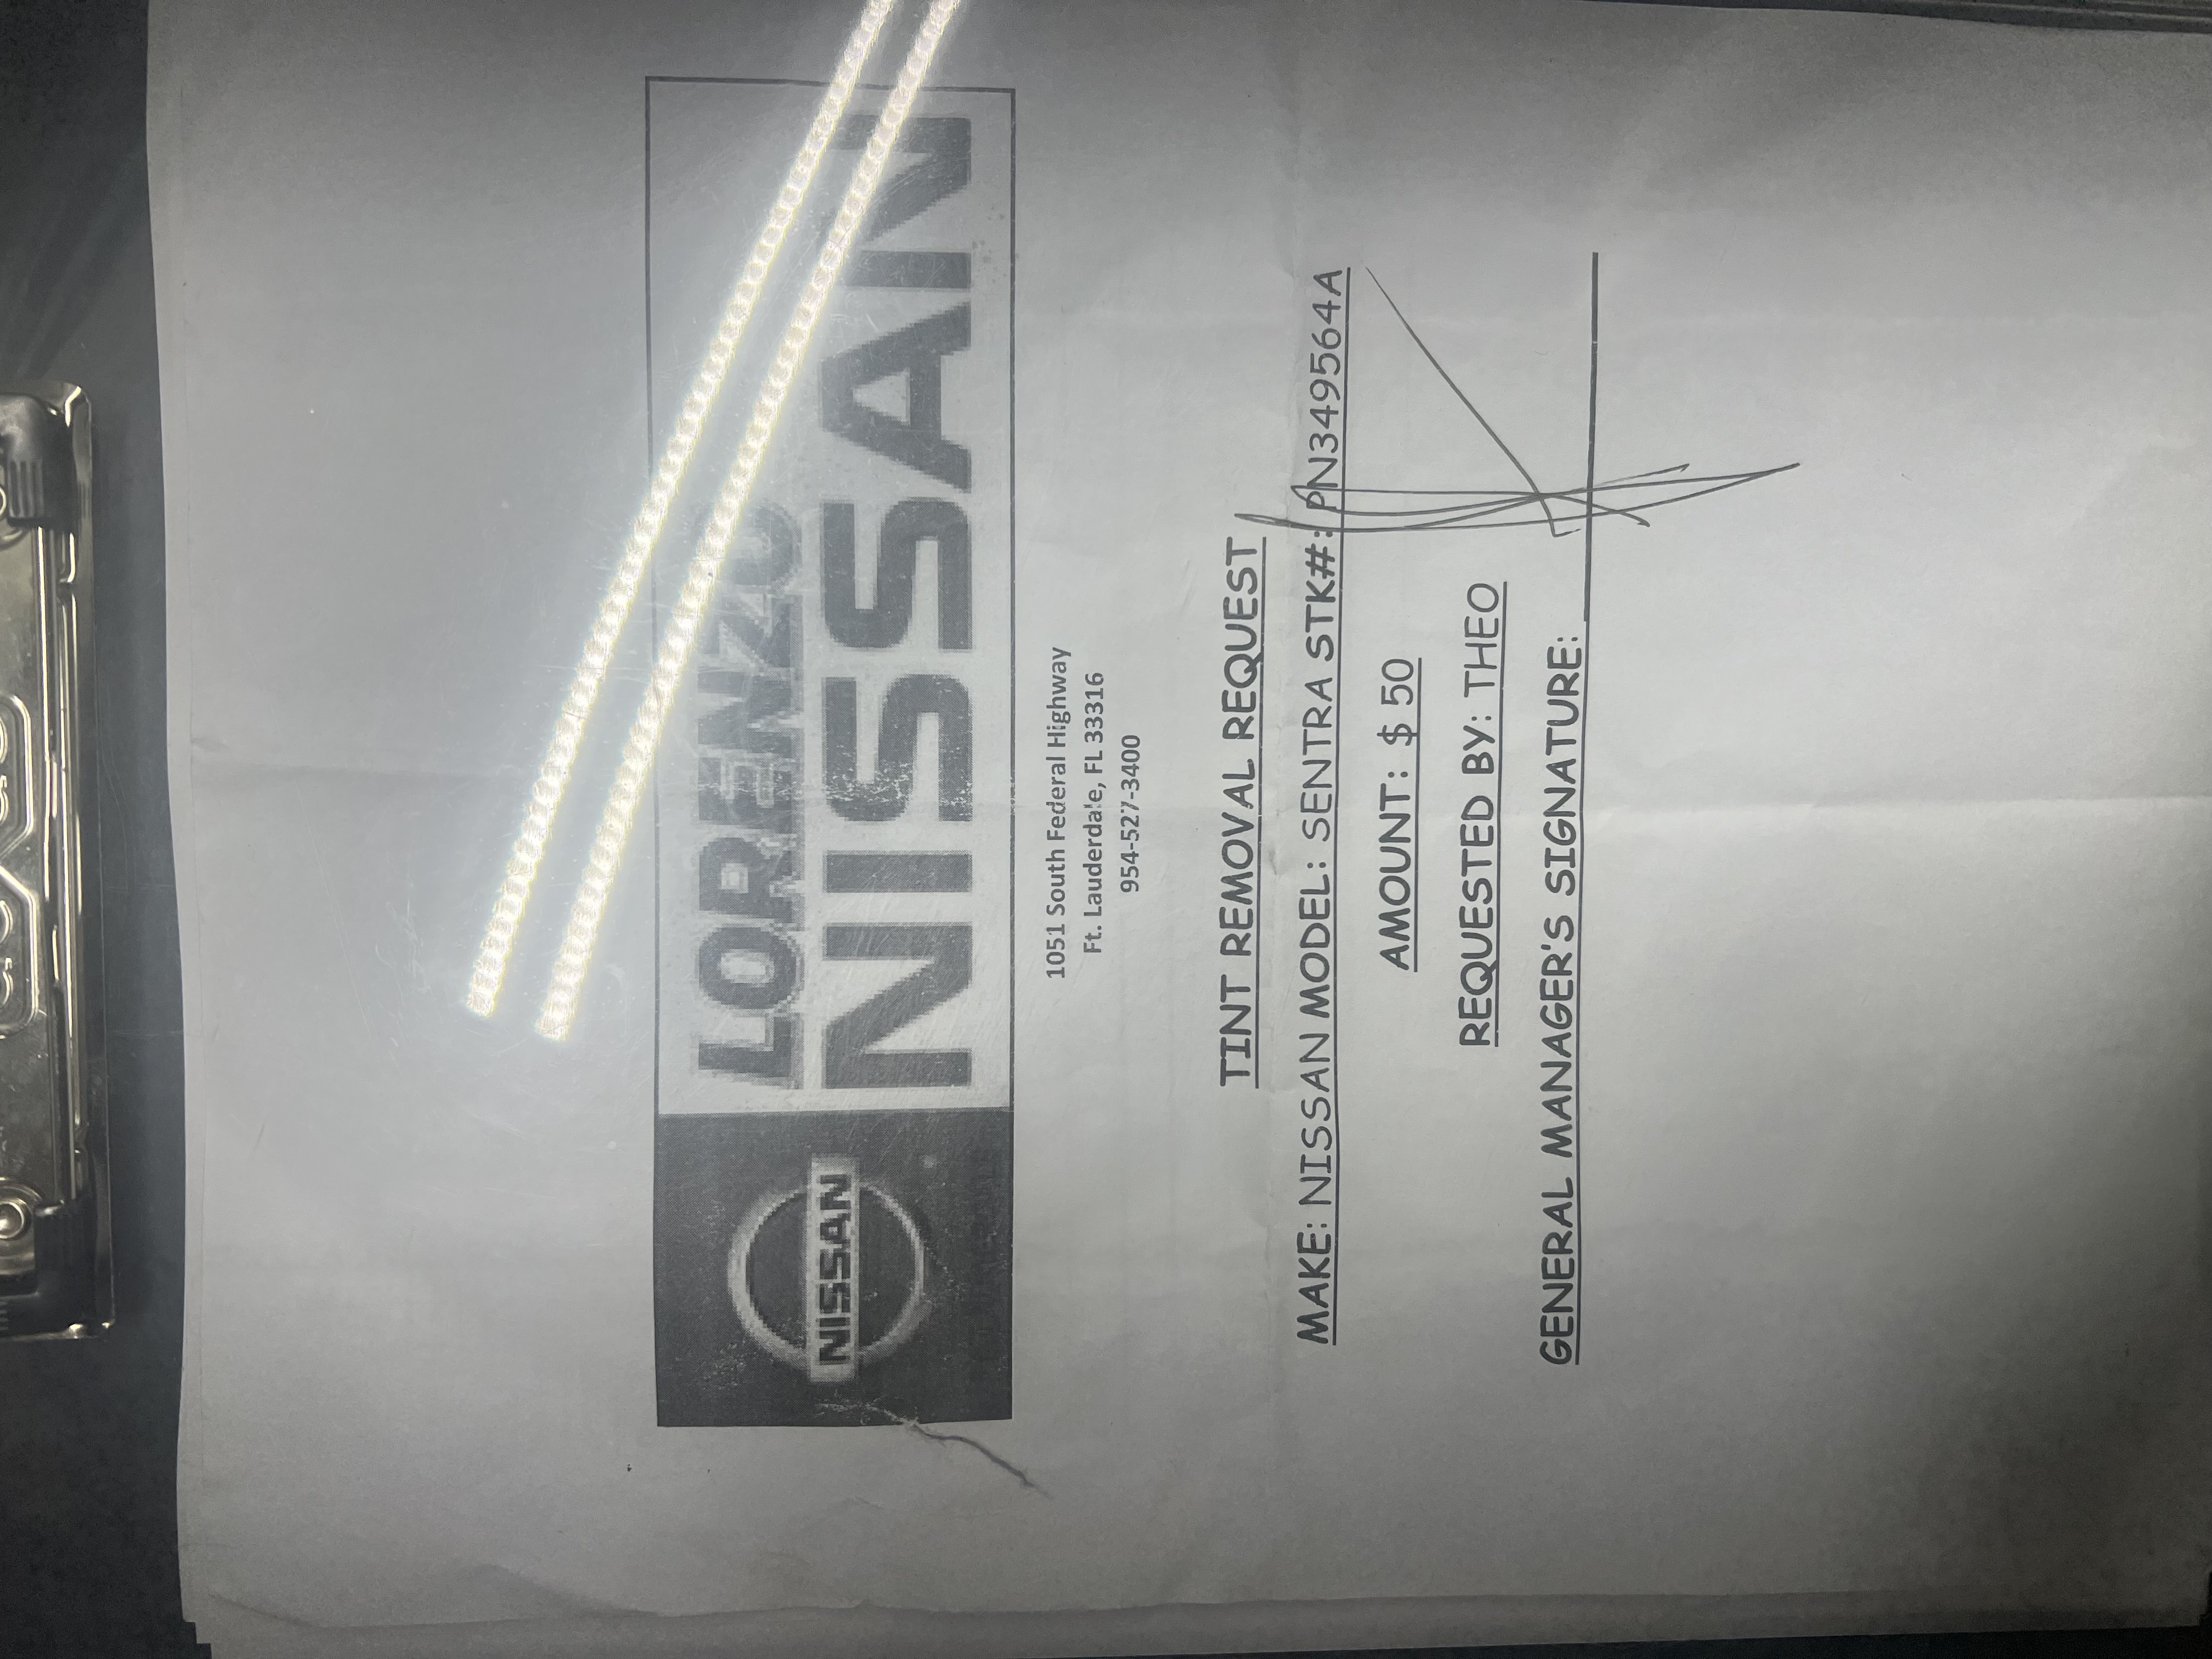 NISSAN
LORENZO
NISSAN
1051 South Federal Highway
Ft. Lauderdale, FL 33316
954-527-3400
TINT REMOVAL REQUEST
MAKE: NISSAN MODEL: SENTRA STK#: PN349564A
AMOUNT: $ 50
REQUESTED BY: THEO
GENERAL MANAGER'S SIGNATURE: